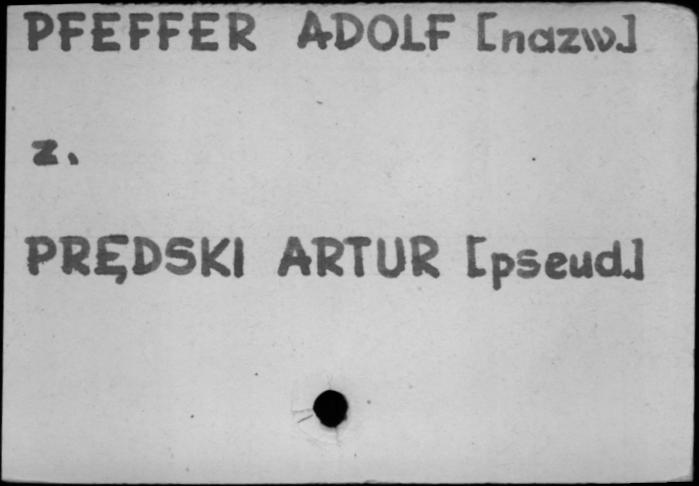 PFEFFER ADOLF [nazw.]
z.
PRĘDSKI ARTUR [pseud.]